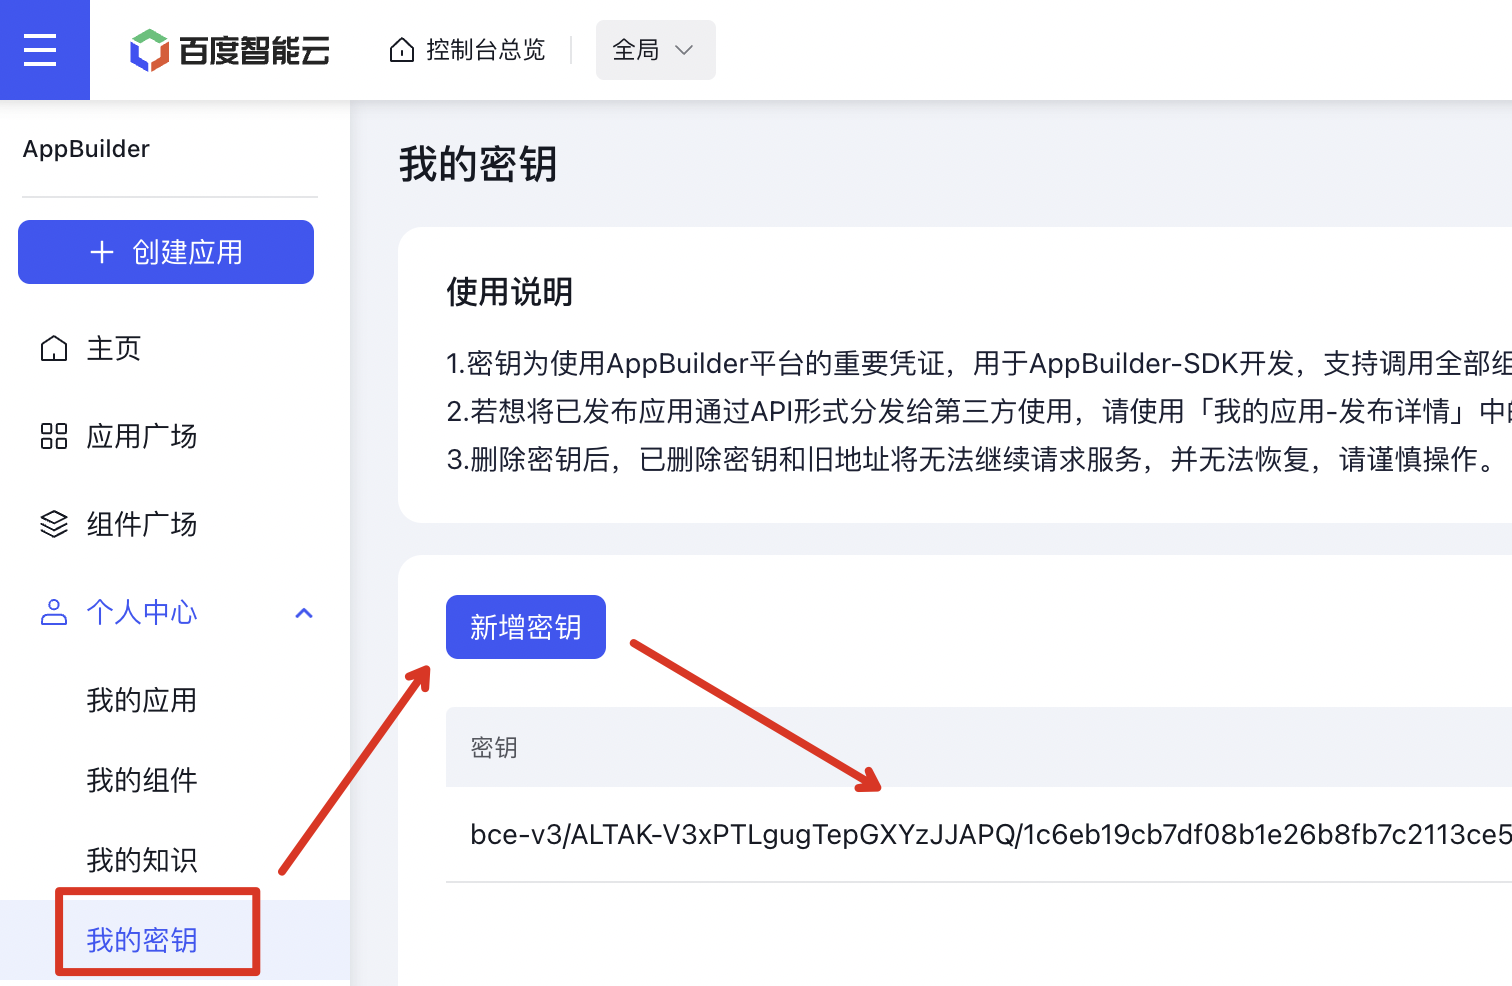 百度智能云
控制台总览
全局
AppBuilder
创建应用
主页
应用广场
组件广场
个人中心
我的应用
我的组件
我的知识
我的密钥
我的密钥
使用说明
1.密钥为使用AppBuilder平台的重要凭证，用于AppBuilder-SDK开发，支持调用全部组
2.若想将已发布应用通过API形式分发给第三方使用，请使用「我的应用-发布详情」中
3.删除密钥后，已删除密钥和旧地址将无法继续请求服务，并无法恢复，请谨慎操作。
新增密钥
密钥
bce-v3/ALTAK-V3xPTLgugTepGXYzJJAPQ/1c6eb19cb7df08b1e26b8fb7c2113ce5